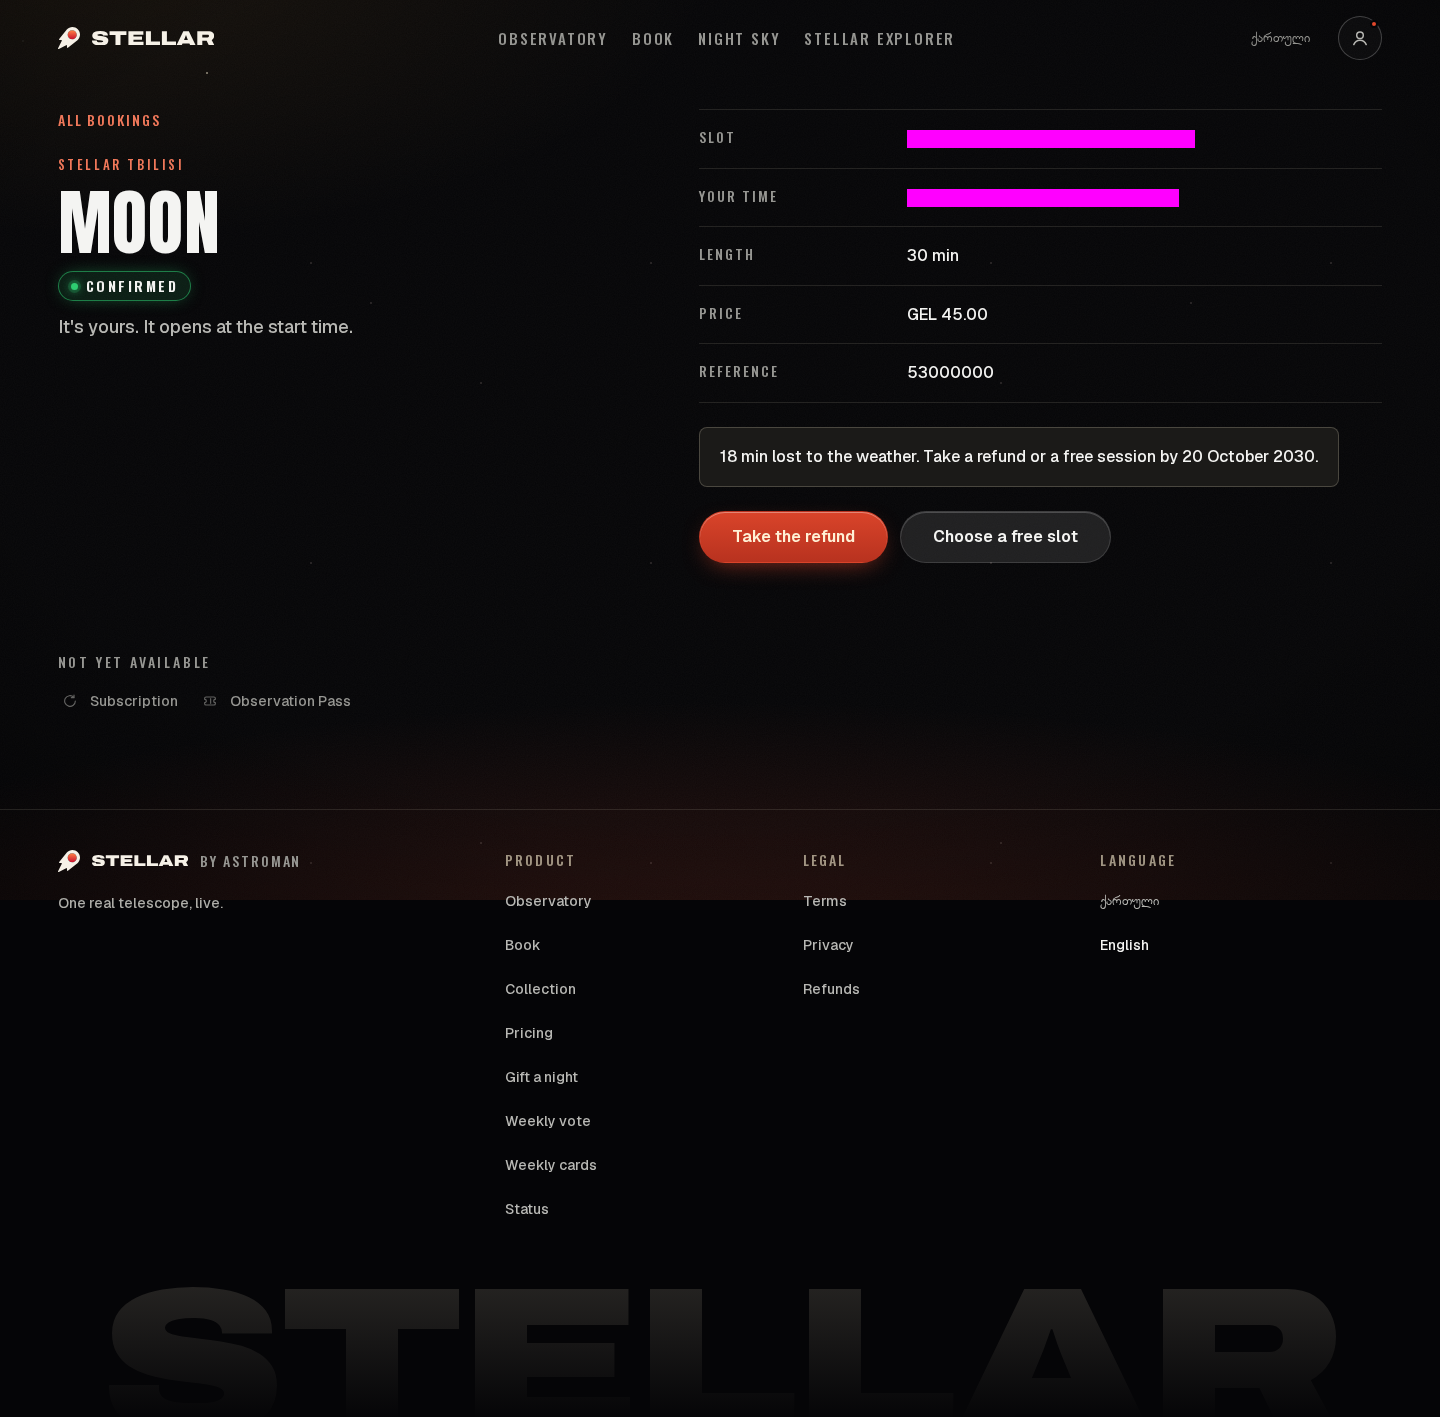 STELLAR
OBSERVATORY BOOK NIGHT SKY STELLAR EXPLORER
ქართული
ALL BOOKINGS
STELLAR TBILISI
MOON
CONFIRMED
It's yours. It opens at the start time.
SLOT
YOUR TIME
LENGTH 30 min
PRICE GEL 45.00
REFERENCE 53000000
18 min lost to the weather. Take a refund or a free session by 20 October 2030.
Take the refund Choose a free slot
NOT YET AVAILABLE
Subscription Observation Pass
STELLAR BY ASTROMAN
One real telescope, live.
PRODUCT
Observatory
Book
Collection
Pricing
Gift a night
Weekly vote
Weekly cards
Status
LEGAL
Terms
Privacy
Refunds
LANGUAGE
ქართული
English
STELLAR